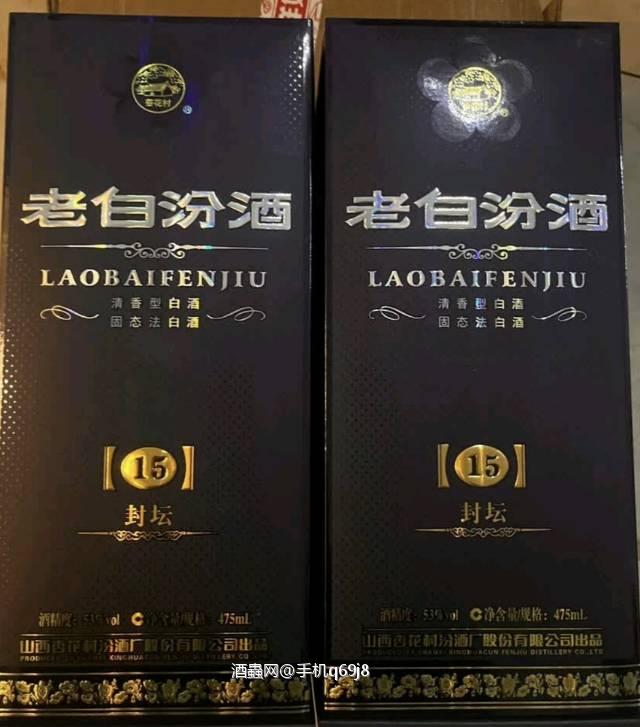 杏花村
®
老白汾酒
LAOBAIFENJIU
清香型白酒
固态法白酒
15
封坛
酒精度：53%vol 净含量/规格：475mL
山西杏花村汾酒厂股份有限公司出品
杏花村
®
老白汾酒
LAOBAIFENJIU
清香型白酒
固态法白酒
15
封坛
酒精度：53%vol 净含量/规格：475mL
山西杏花村汾酒厂股份有限公司出品
XINGHUACUN FENJIU DISTILLERY CO.,LTD
酒蟲网@手机q69j8